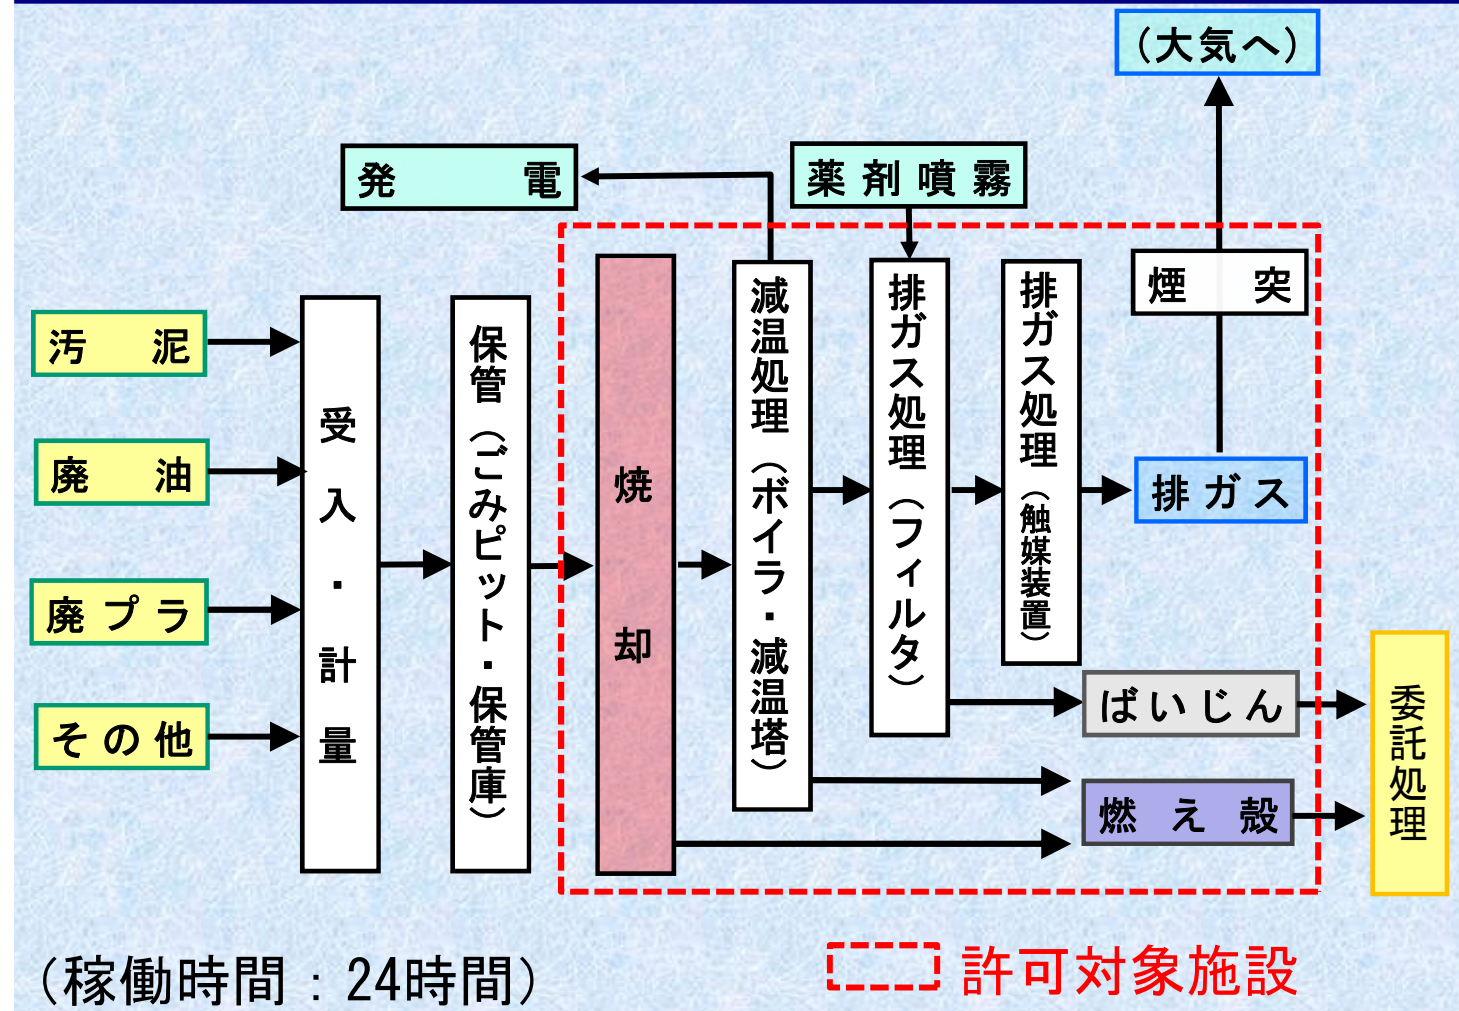 （大気へ）
発電
薬剤噴霧
煙突
汚泥
廃油
廃プラ
その他
受入・計量
保管（ごみピット・保管庫）
焼却
減温処理（ボイラ・減温塔）
排ガス処理（フィルタ）
排ガス処理（触媒装置）
排ガス
ばいじん
燃え殻
委託処理
（稼働時間：24時間）
許可対象施設